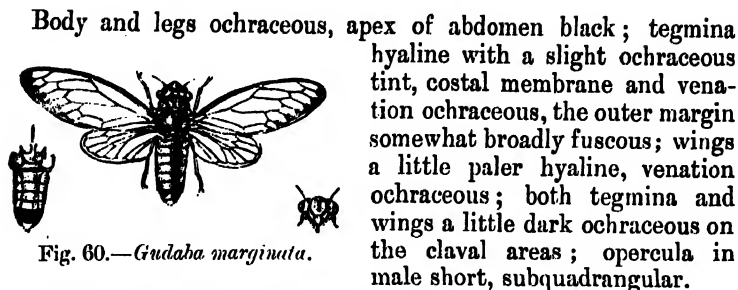 Body and legs ochraceous, apex of abdomen black; tegmina
hyaline with a slight ochraceous
tint, costal membrane and vena-
tion ochraceous, the outer margin
somewhat broadly fuscous; wings
a little paler hyaline, venation
ochraceous; both tegmina and
wings a little dark ochraceous on
the claval areas; opercula in
male short, subquadrangular.
Fig. 60.—Gudaba marginata.